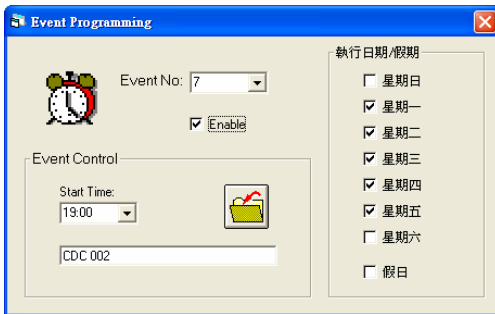 Event Programming
Event No: 7
Enable
Event Control
Start Time:
19:00
CDC 002
執行日期/假期
星期日
星期一
星期二
星期三
星期四
星期五
星期六
假日